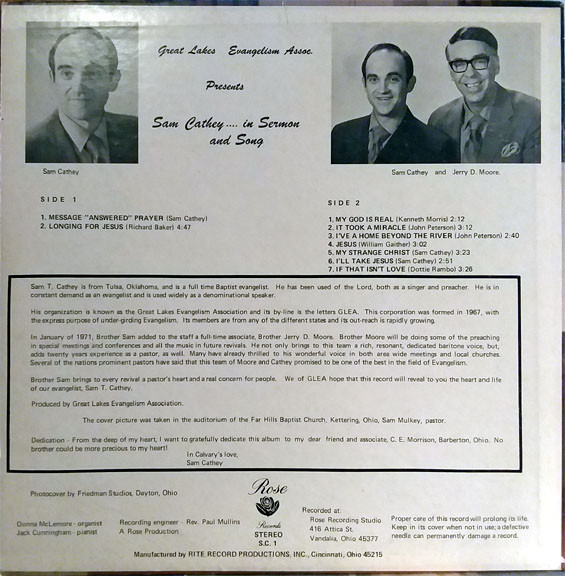 Great Lakes Evangelism Assoc.
Presents
Sam Cathey.... in Sermon
and Song
Sam Cathey
Sam Cathey and Jerry D. Moore.
SIDE 1
1. MESSAGE "ANSWERED" PRAYER (Sam Cathey)
2. LONGING FOR JESUS (Richard Baker) 4:47
SIDE 2
1. MY GOD IS REAL (Kenneth Morris) 2:12
2. IT TOOK A MIRACLE (John Peterson) 3:12
3. I'VE A HOME BEYOND THE RIVER (John Peterson) 2:40
4. JESUS (William Gaither) 3:02
5. MY STRANGE CHRIST (Sam Cathey) 3:23
6. I'LL TAKE JESUS (Sam Cathey) 2:51
7. IF THAT ISN'T LOVE (Dottie Rambo) 3:26
Sam T. Cathey is from Tulsa, Oklahoma, and is a full time Baptist evangelist. He has been used of the Lord, both as a singer and preacher. He is in
constant demand as an evangelist and is used widely as a denominational speaker.
His organization is known as the Great Lakes Evangelism Association and its by-line is the letters GLEA. This corporation was formed in 1967, with
the express purpose of under-girding Evangelism. Its members are from any of the different states and its out-reach is rapidly growing.
In January of 1971, Brother Sam added to the staff a full-time associate, Brother Jerry D. Moore. Brother Moore will be doing some of the preaching
in special meetings and conferences and all the music in future revivals. He not only brings to this team a rich, resonant, dedicated baritone voice, but,
adds twenty years experience as a pastor, as well. Many have already thrilled to his wonderful voice in both area wide meetings and local churches.
Several of the nations prominent pastors have said that this team of Moore and Cathey promised to be one of the best in the field of Evangelism.
Brother Sam brings to every revival a pastor's heart and a real concern for people. We of GLEA hope that this record will reveal to you the heart and life
of our evangelist, Sam T. Cathey.
Produced by Great Lakes Evangelism Association.
The cover picture was taken in the auditorium of the Far Hills Baptist Church, Kettering, Ohio, Sam Mulkey, pastor.
Dedication - From the deep of my heart, I want to gratefully dedicate this album to my dear friend and associate, C. E. Morrison, Barberton, Ohio. No
brother could be more precious to my heart!
In Calvary's love,
Sam Cathey
Photocover by Friedman Studios, Dayton, Ohio
Donna McLemore - organist
Jack Cunningham - pianist
Recording engineer - Rev. Paul Mullins
A Rose Production
Rose
Records
STEREO
S.C. 1
Recorded at:
Rose Recording Studio
416 Attica St.
Vandalia, Ohio 45377
Proper care of this record will prolong its life.
Keep in its cover when not in use; a defective
needle can permanently damage a record.
Manufactured by RITE RECORD PRODUCTIONS, INC., Cincinnati, Ohio 45215